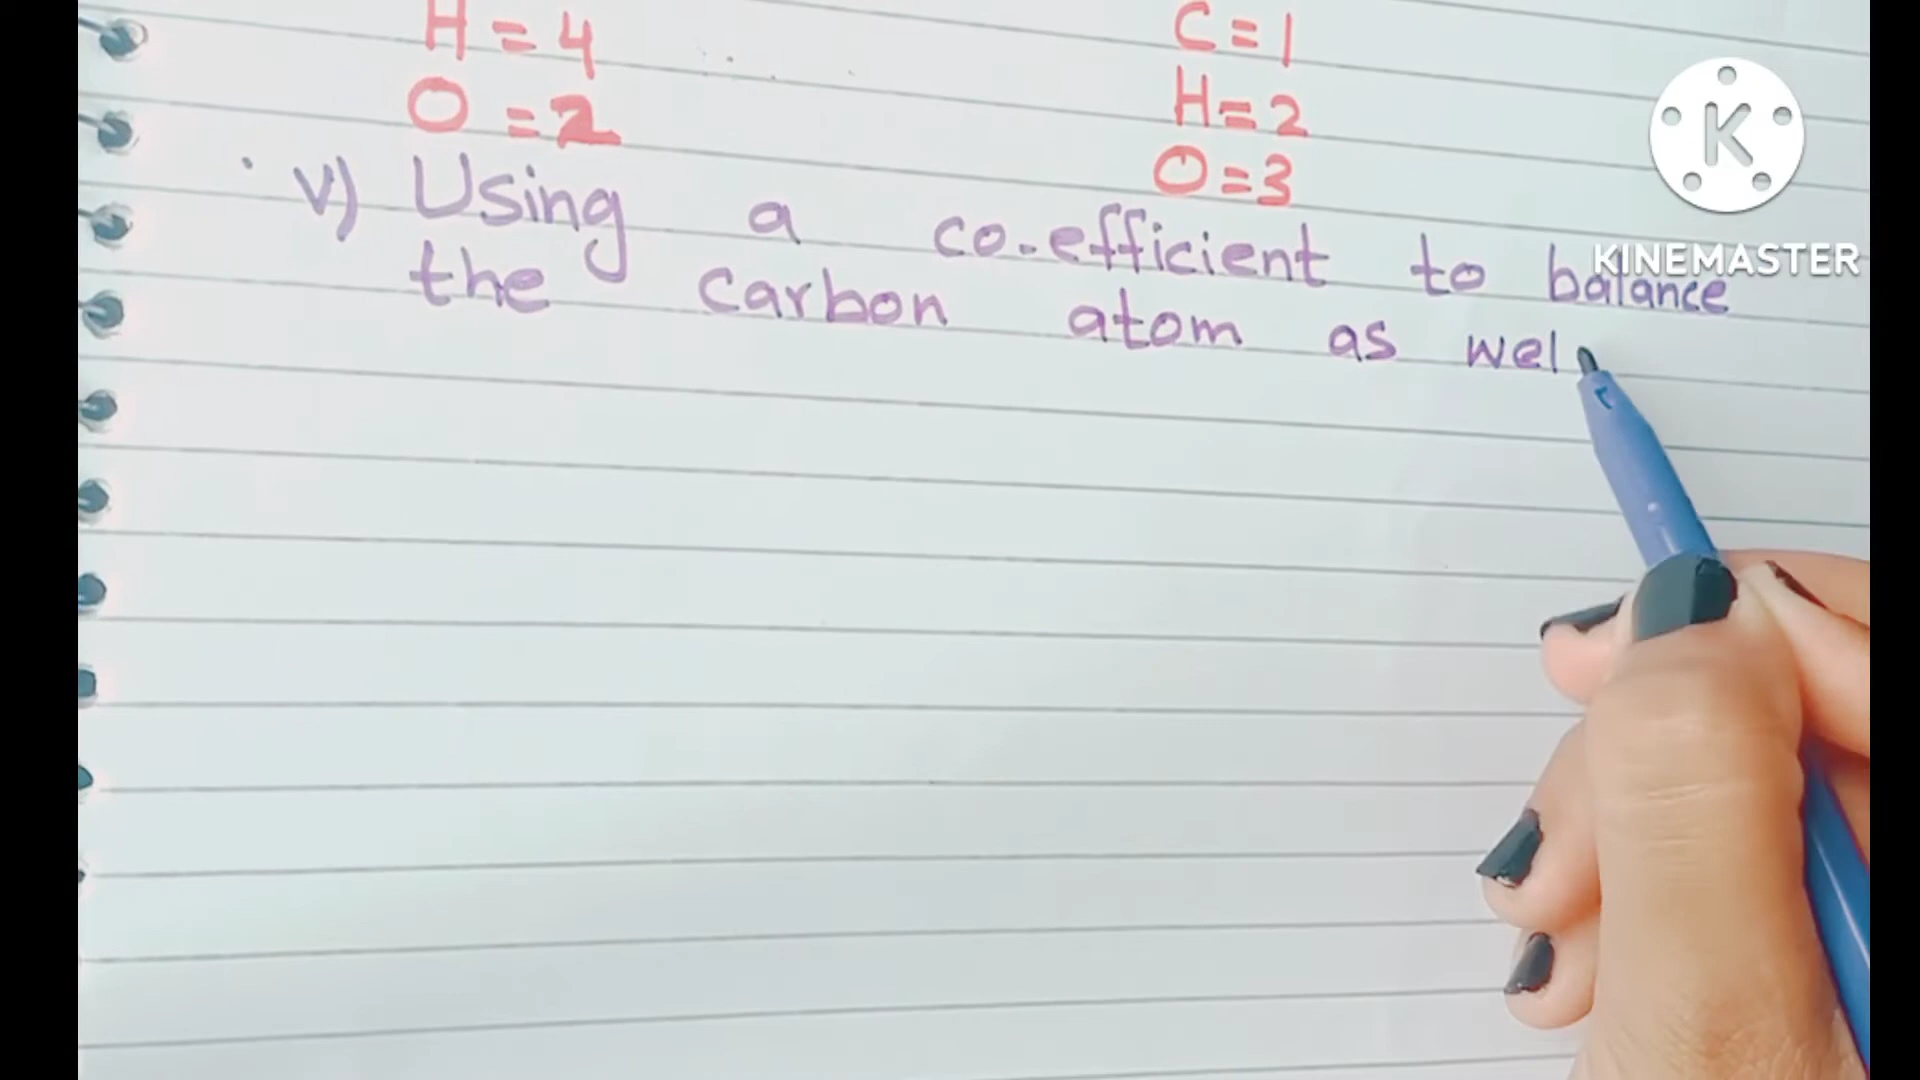 H = 4
O = 2
C = 1
H = 2
O = 3
v) Using a co-efficient to balance
the carbon atom as wel
K
KINEMASTER